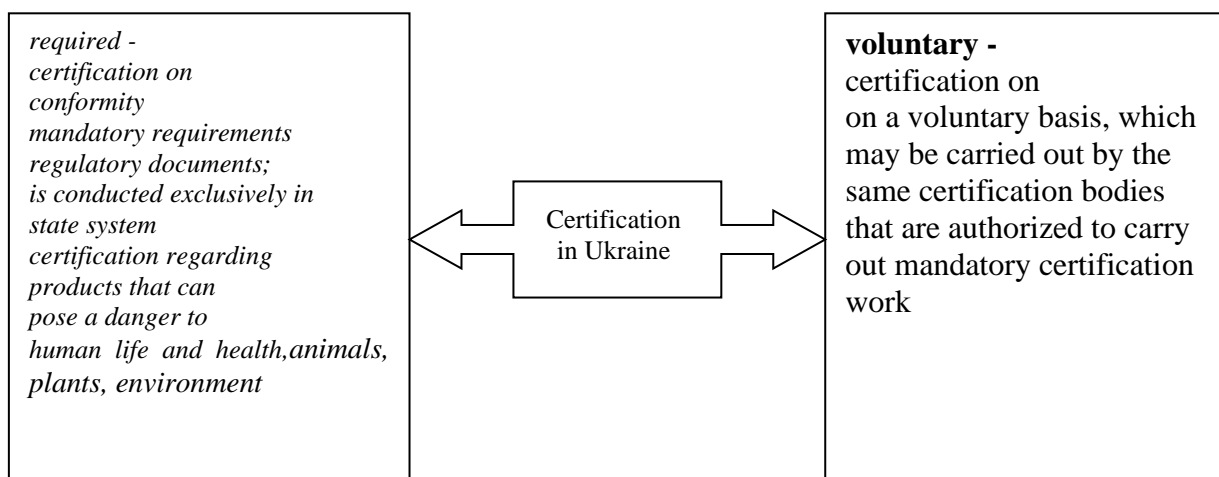 required -
certification on
conformity
mandatory requirements
regulatory documents;
is conducted exclusively in
state system
certification regarding
products that can
pose a danger to
human life and health,animals,
plants, environment
Certification
in Ukraine
voluntary -
certification on
on a voluntary basis, which
may be carried out by the
same certification bodies
that are authorized to carry
out mandatory certification
work